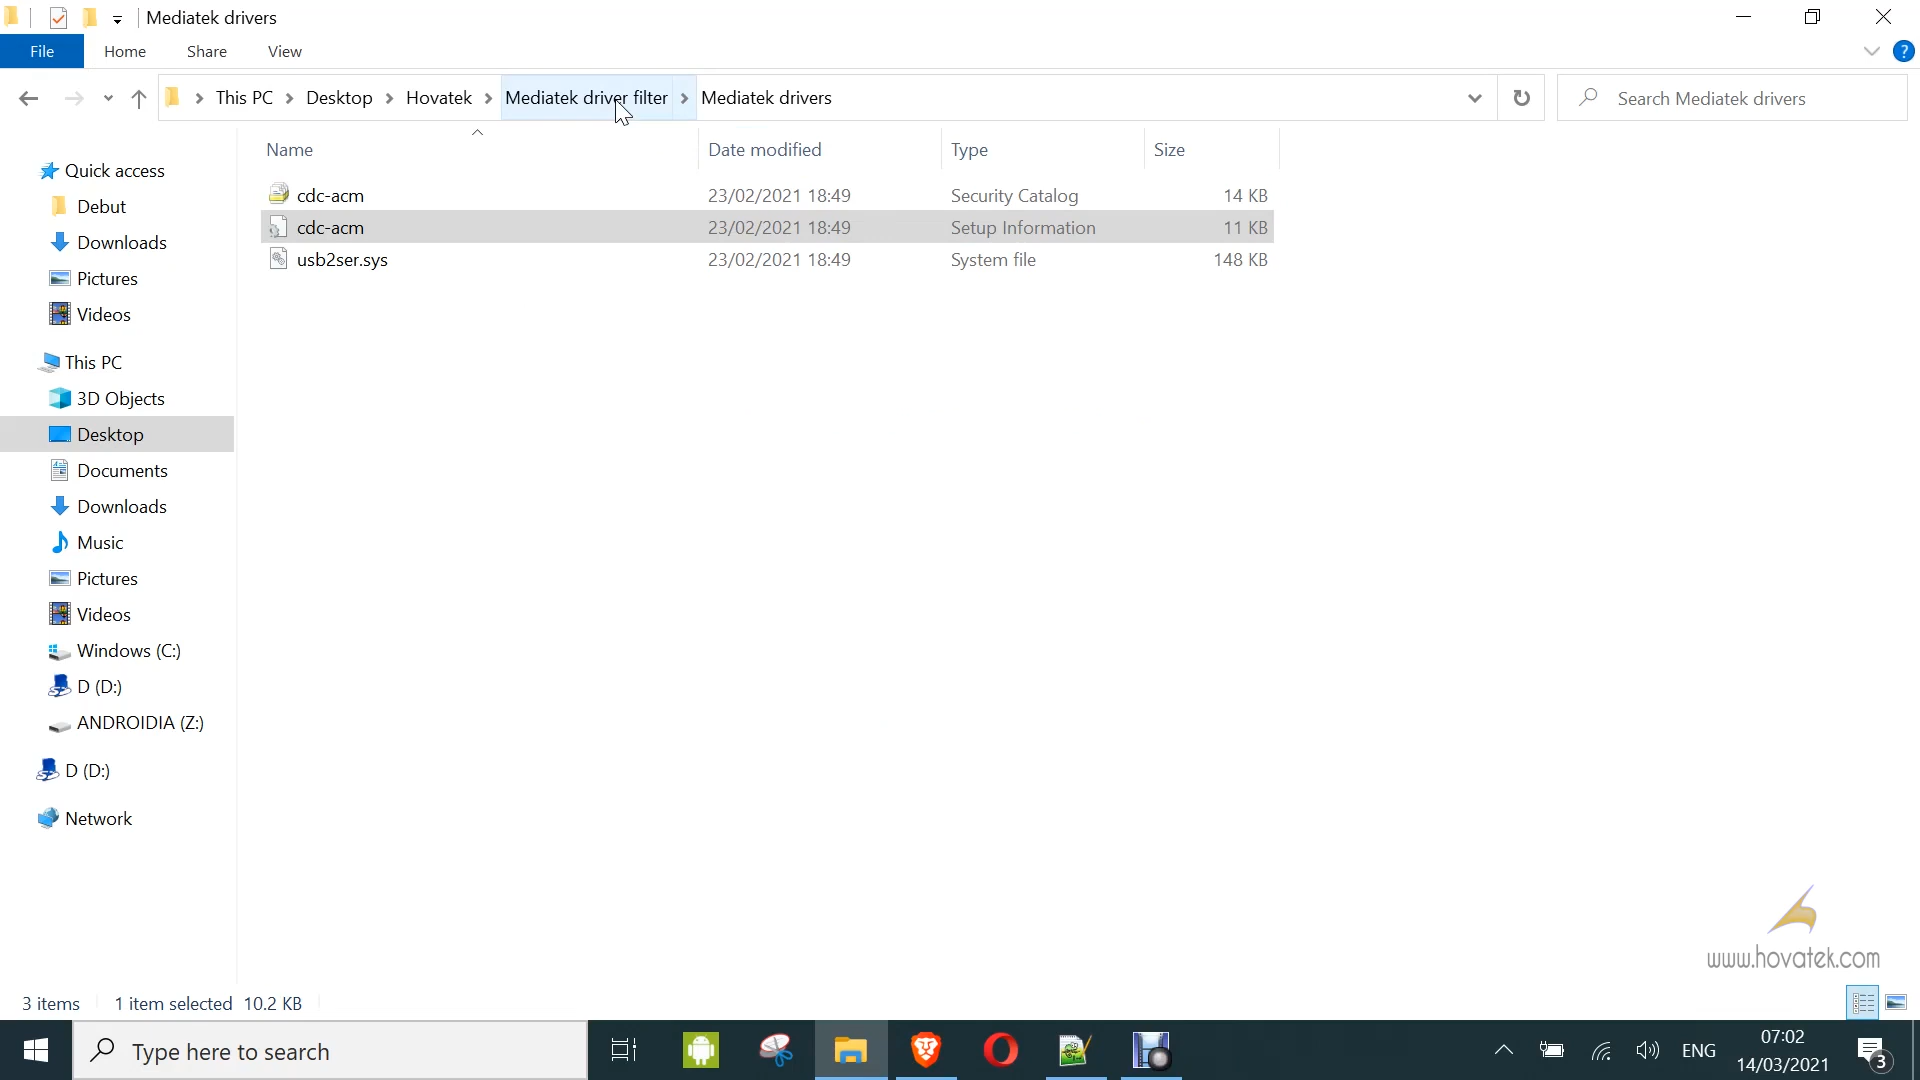 Mediatek drivers
File Home Share View
This PC Desktop Hovatek Mediatek driver filter Mediatek drivers Search Mediatek drivers
Name Date modified Type Size
cdc-acm 23/02/2021 18:49 Security Catalog 14 KB
cdc-acm 23/02/2021 18:49 Setup Information 11 KB
usb2ser.sys 23/02/2021 18:49 System file 148 KB
Quick access
Debut
Downloads
Pictures
Videos
This PC
3D Objects
Desktop
Documents
Downloads
Music
Pictures
Videos
Windows (C:)
D (D:)
ANDROIDIA (Z:)
D (D:)
Network
www.hovatek.com
3 items 1 item selected 10.2 KB
Type here to search
ENG
07:02
14/03/2021
3